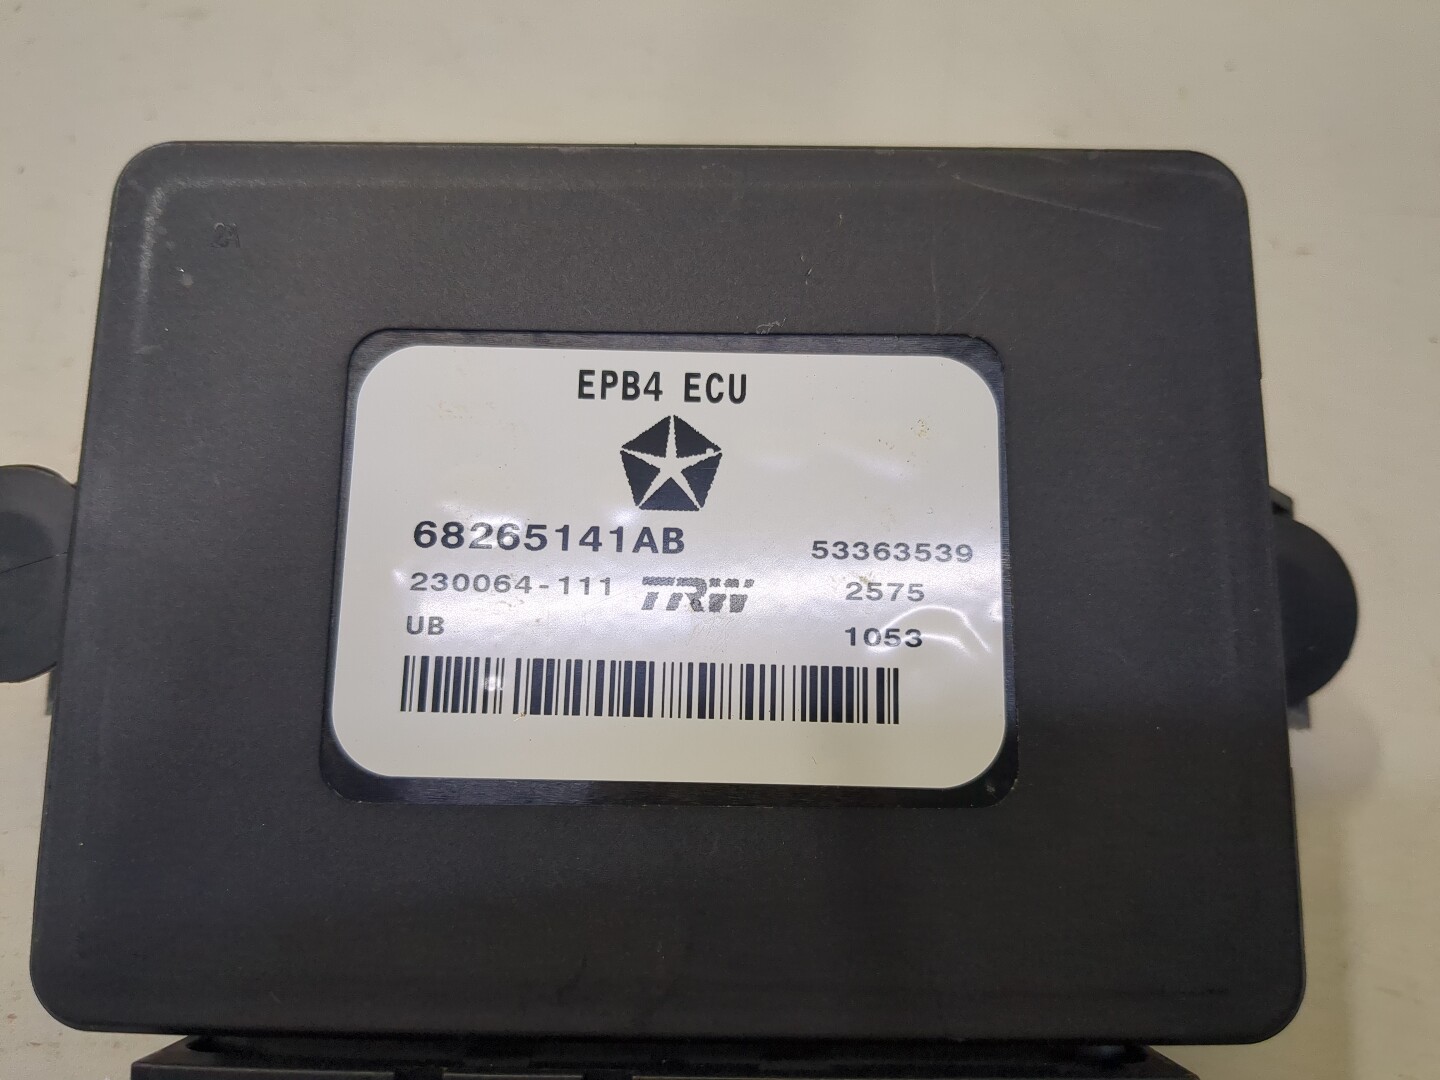 EPB4 ECU
68265141AB 53363539
230064-111 TRW 2575
UB 1053